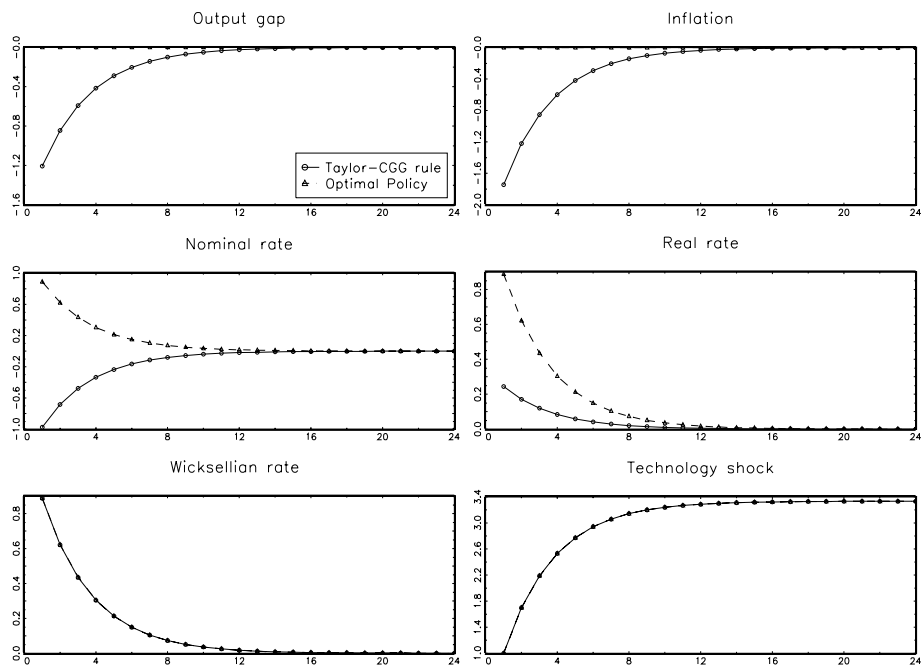 Output gap
Inflation
-0.0
-0.4
-0.8
-1.2
-1.6
0 4 8 12 16 20 24
Taylor-CGG rule
Optimal Policy
-0.0
-0.4
-0.8
-1.2
-1.6
-2.0
0 4 8 12 16 20 24
Nominal rate
Real rate
1.0
0.6
0.2
-0.2
-0.6
-1.0
0 4 8 12 16 20 24
0.8
0.6
0.4
0.2
0.0
0 4 8 12 16 20 24
Wicksellian rate
Technology shock
0.8
0.6
0.4
0.2
0.0
0 4 8 12 16 20 24
3.4
3.0
2.6
2.2
1.8
1.4
1.0
0 4 8 12 16 20 24